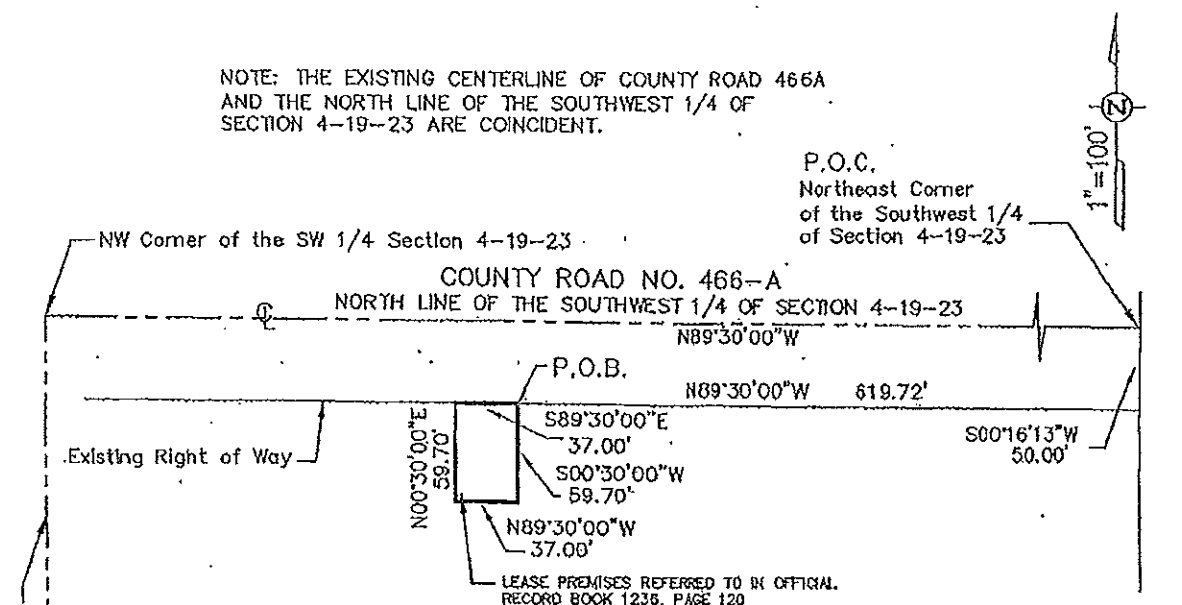 NOTE: THE EXISTING CENTERLINE OF COUNTY ROAD 466A
AND THE NORTH LINE OF THE SOUTHWEST 1/4 OF
SECTION 4-19-23 ARE COINCIDENT.
N
1"=100'
P.O.C.
Northeast Corner
of the Southwest 1/4
of Section 4-19-23
NW Corner of the SW 1/4 Section 4-19-23
COUNTY ROAD NO. 466-A
NORTH LINE OF THE SOUTHWEST 1/4 OF SECTION 4-19-23
℄
N89°30'00"W
P.O.B.
N89°30'00"W 619.72'
S00°16'13"W
50.00'
Existing Right of Way
N00°30'00"E
59.70'
S89°30'00"E
37.00'
S00°30'00"W
59.70'
N89°30'00"W
37.00'
LEASE PREMISES REFERRED TO IN OFFICIAL
RECORD BOOK 1236, PAGE 120